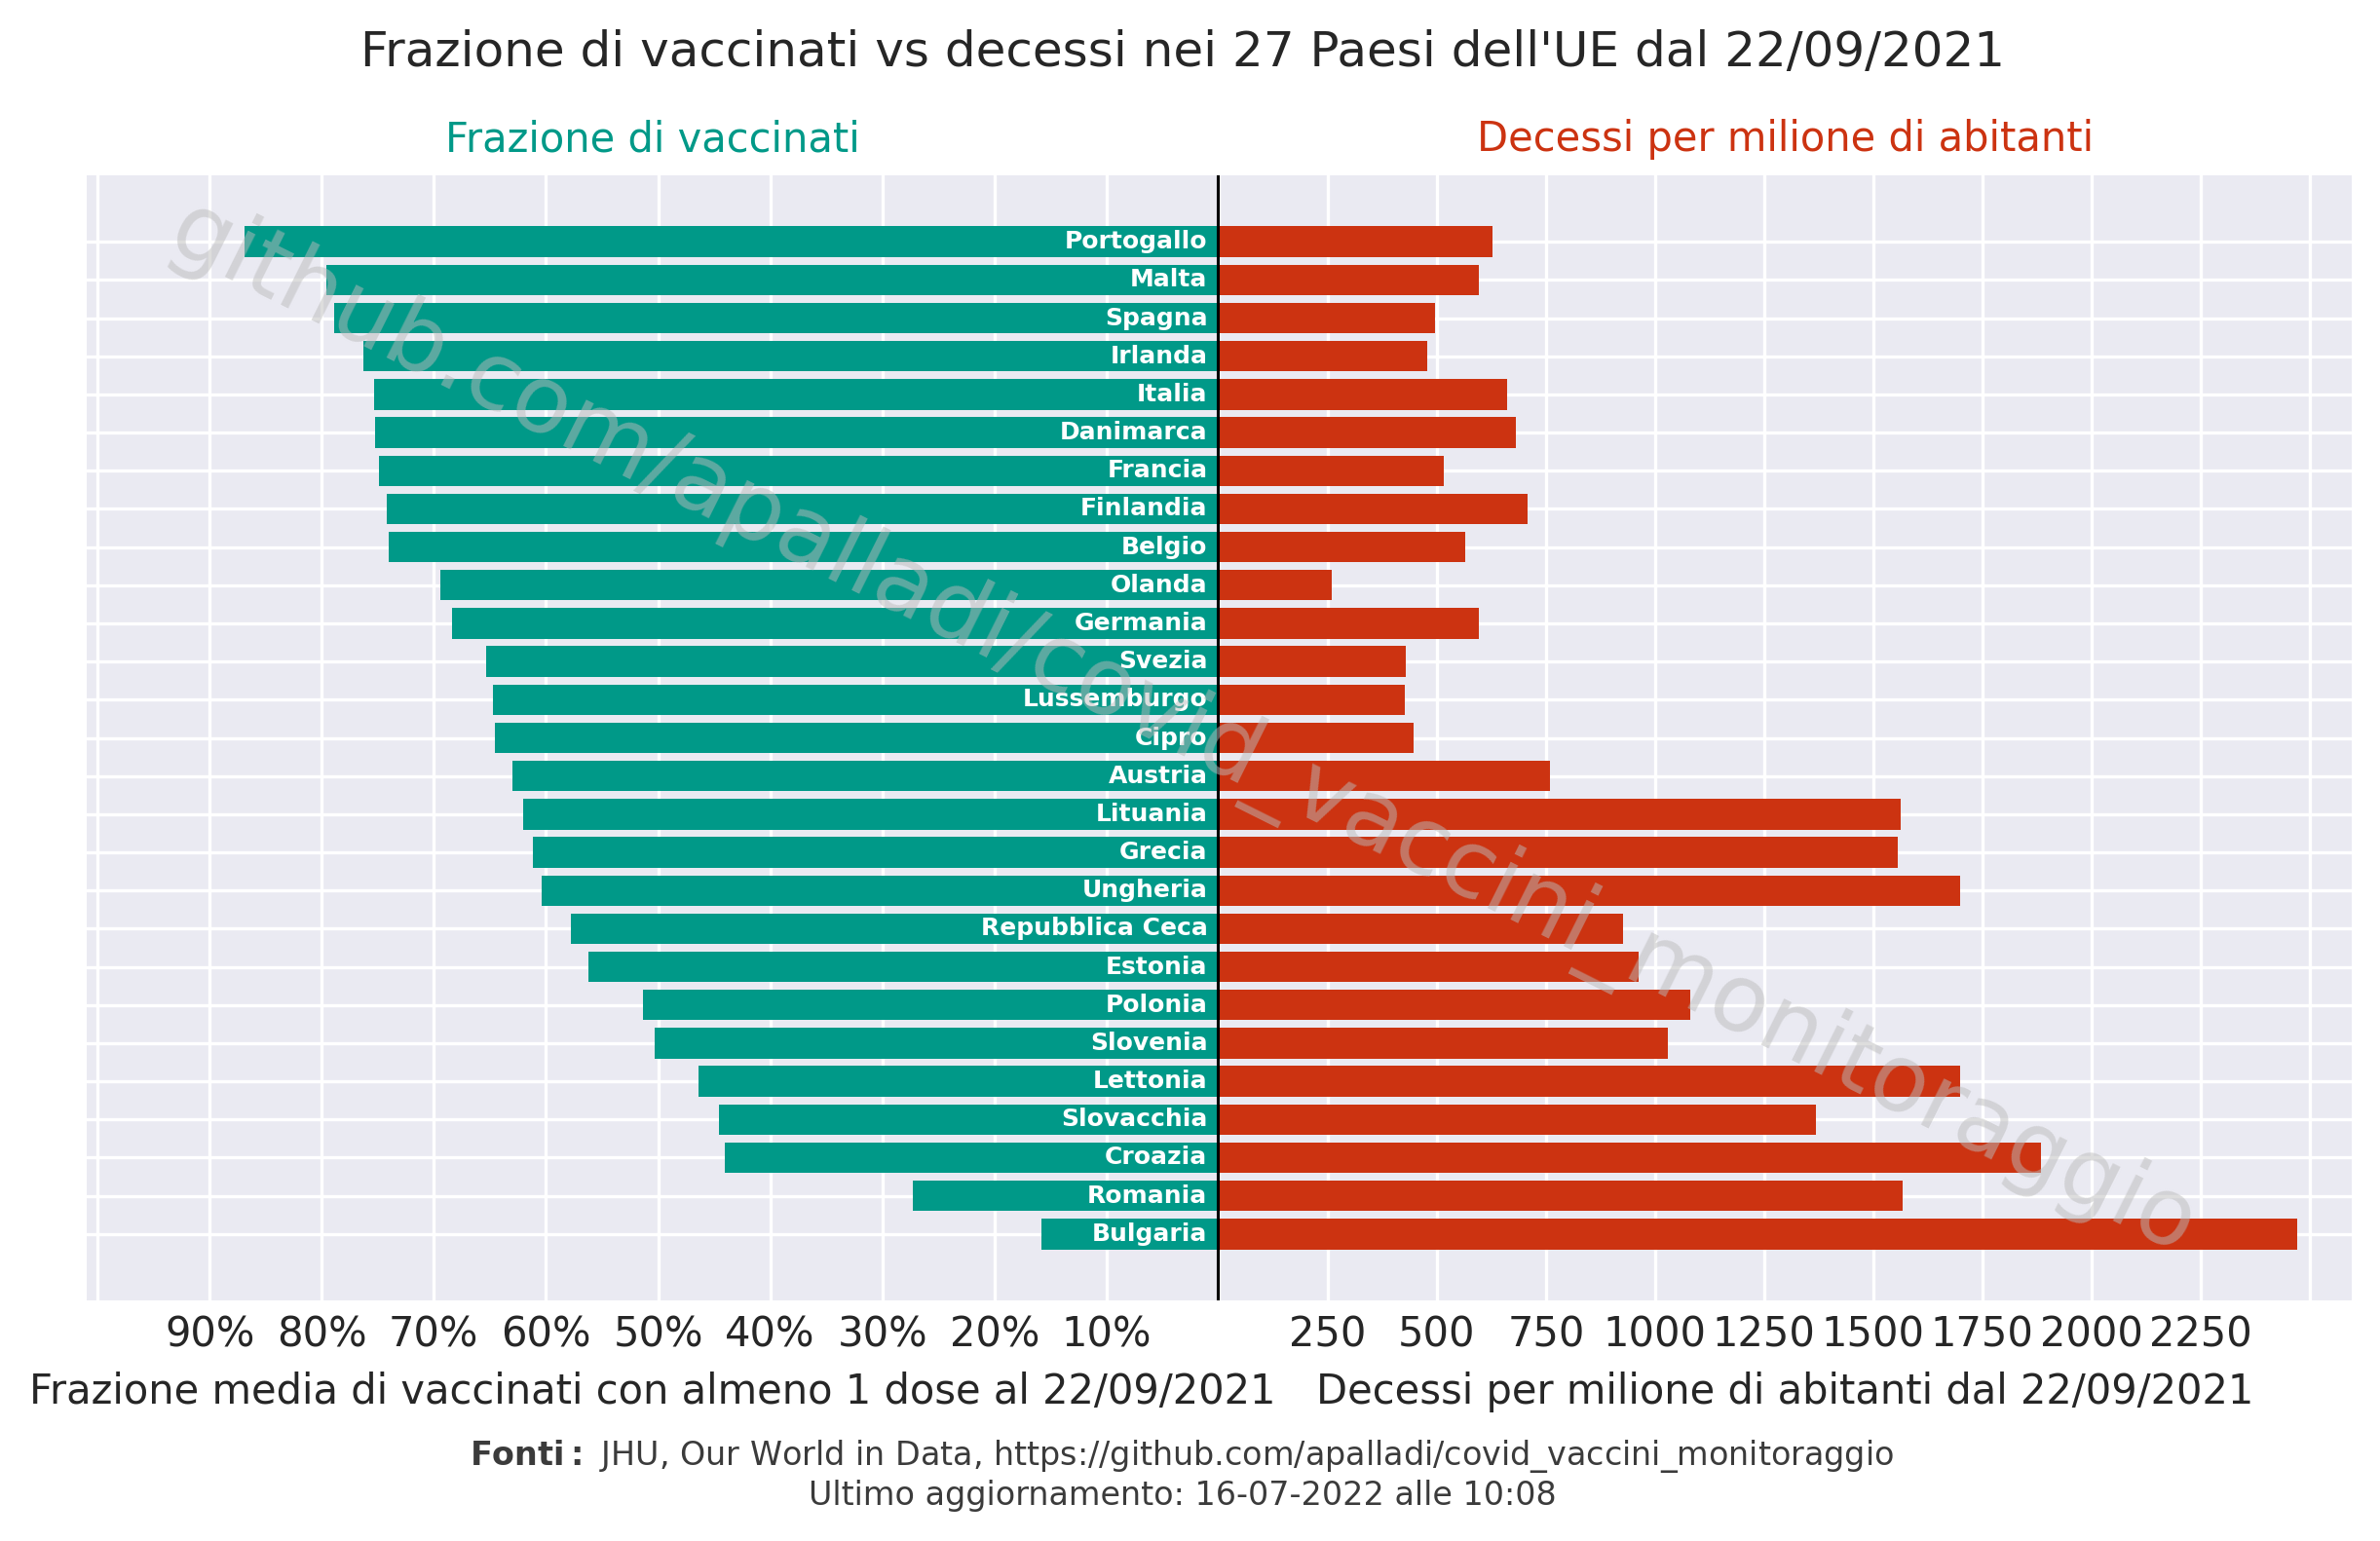 Frazione di vaccinati vs decessi nei 27 Paesi dell'UE dal 22/09/2021
Frazione di vaccinati
Decessi per milione di abitanti
Portogallo
Malta
Spagna
Irlanda
Italia
Danimarca
Francia
Finlandia
Belgio
Olanda
Germania
Svezia
Lussemburgo
Cipro
Austria
Lituania
Grecia
Ungheria
Repubblica Ceca
Estonia
Polonia
Slovenia
Lettonia
Slovacchia
Croazia
Romania
Bulgaria
github.com/apalladi/covid_vaccini_monitoraggio
90% 80% 70% 60% 50% 40% 30% 20% 10% 250 500 750 1000 1250 1500 1750 2000 2250
Frazione media di vaccinati con almeno 1 dose al 22/09/2021
Decessi per milione di abitanti dal 22/09/2021
Fonti: JHU, Our World in Data, https://github.com/apalladi/covid_vaccini_monitoraggio
Ultimo aggiornamento: 16-07-2022 alle 10:08